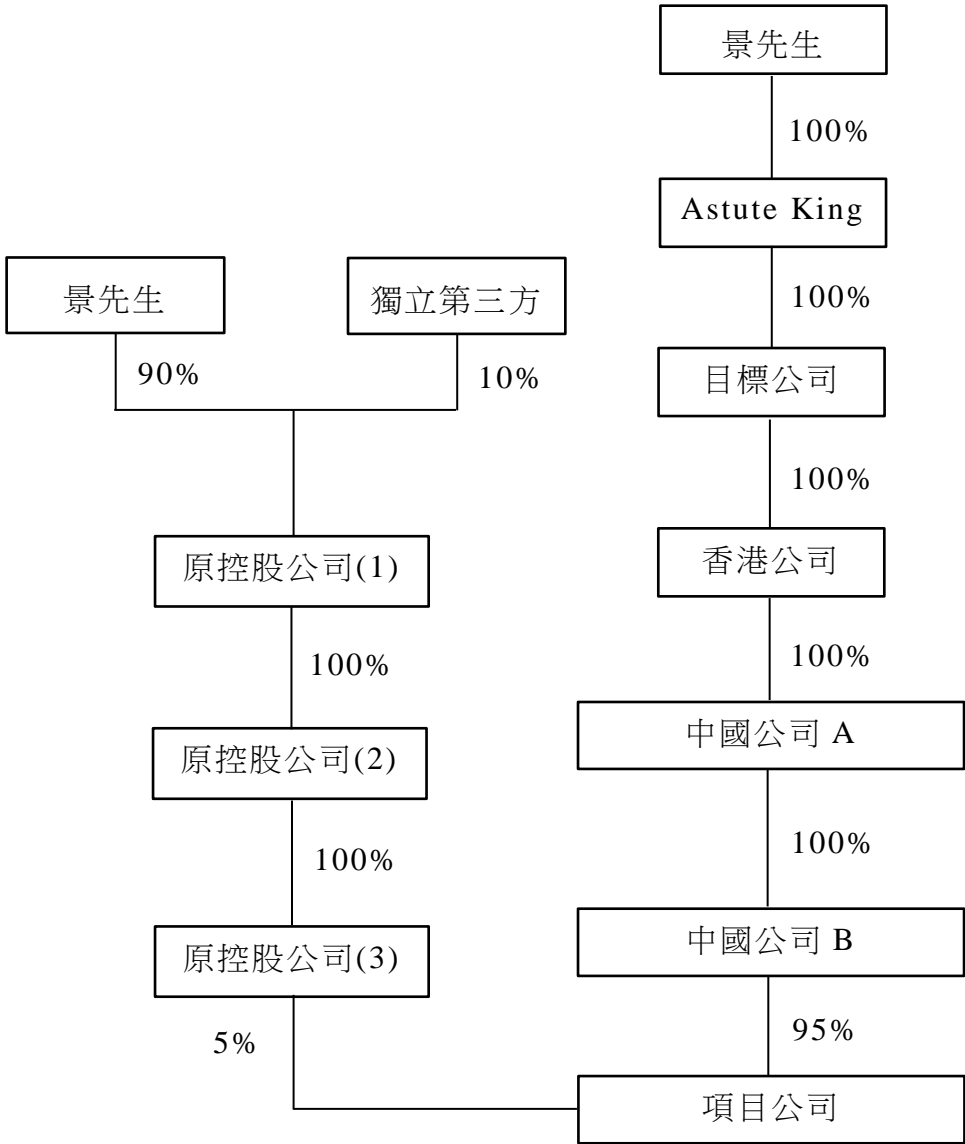 景先生
100%
Astute King
景先生
獨立第三方
100%
90%
10%
目標公司
100%
原控股公司(1)
香港公司
100%
100%
原控股公司(2)
中國公司 A
100%
100%
原控股公司(3)
中國公司 B
5%
95%
項目公司